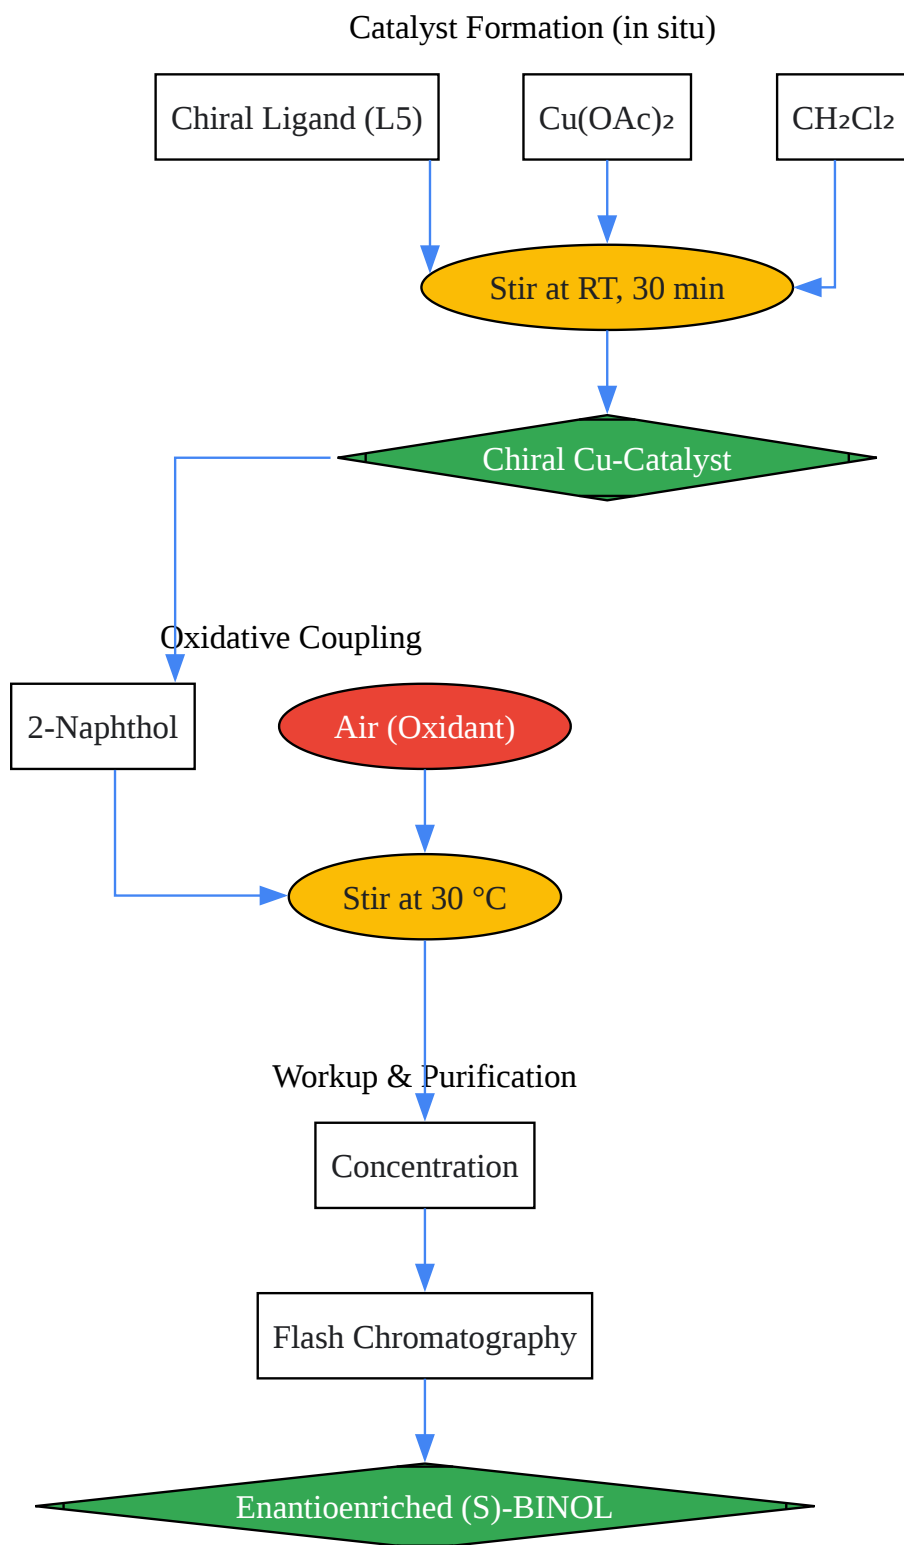 Catalyst Formation (in situ)
Chiral Ligand (L5)
Cu(OAc)₂
CH₂Cl₂
Stir at RT, 30 min
Chiral Cu-Catalyst
Oxidative Coupling
2-Naphthol
Air (Oxidant)
Stir at 30 °C
Workup & Purification
Concentration
Flash Chromatography
Enantioenriched (S)-BINOL